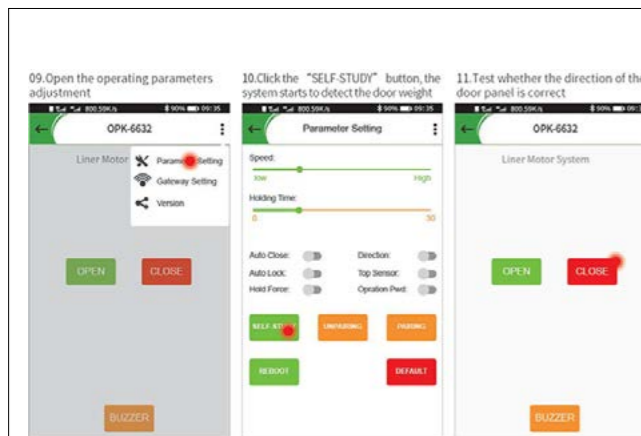 09.Open the operating parameters
adjustment
10.Click the "SELF-STUDY" button, the
system starts to detect the door weight
11.Test whether the direction of the
door panel is correct
800.59K/s
90%
09:35
OPK-6632
Liner Motor
Parameter Setting
Gateway Setting
Version
OPEN
CLOSE
BUZZER
800.59K/s
90%
09:35
Parameter Setting
Speed:
low
High
Holding Time:
0
30
Auto Close:
Direction:
Auto Lock:
Top Sensor:
Hold Force:
Opration Pwd:
SELF-STUDY
UNPAIRING
PAIRING
REBOOT
DEFAULT
800.59K/s
90%
OPK-6632
Liner Motor System
OPEN
CLOSE
BUZZER